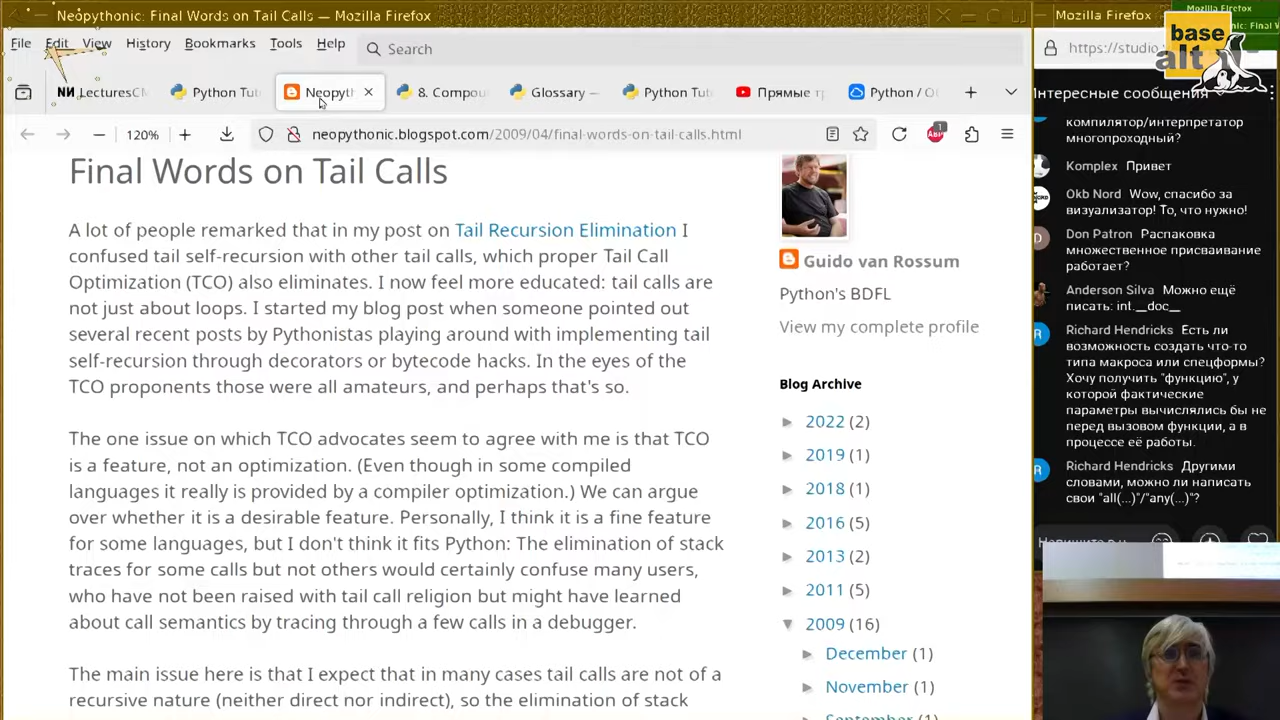 Neopythonic: Final Words on Tail Calls — Mozilla Firefox
Mozilla Firefox
Mozilla Firefox
base
alt
File Edit View History Bookmarks Tools Help
Search
LecturesCM
Python Tut
Neopyth
8. Compou
Glossary —
Python Tut
Прямые т
Python / О
120%
neopythonic.blogspot.com/2009/04/final-words-on-tail-calls.html
1
Final Words on Tail Calls
A lot of people remarked that in my post on Tail Recursion Elimination I
confused tail self-recursion with other tail calls, which proper Tail Call
Optimization (TCO) also eliminates. I now feel more educated: tail calls are
not just about loops. I started my blog post when someone pointed out
several recent posts by Pythonistas playing around with implementing tail
self-recursion through decorators or bytecode hacks. In the eyes of the
TCO proponents those were all amateurs, and perhaps that's so.
The one issue on which TCO advocates seem to agree with me is that TCO
is a feature, not an optimization. (Even though in some compiled
languages it really is provided by a compiler optimization.) We can argue
over whether it is a desirable feature. Personally, I think it is a fine feature
for some languages, but I don't think it fits Python: The elimination of stack
traces for some calls but not others would certainly confuse many users,
who have not been raised with tail call religion but might have learned
about call semantics by tracing through a few calls in a debugger.
The main issue here is that I expect that in many cases tail calls are not of a
recursive nature (neither direct nor indirect), so the elimination of stack
Guido van Rossum
Python's BDFL
View my complete profile
Blog Archive
► 2022 (2)
► 2019 (1)
► 2018 (1)
► 2016 (5)
► 2013 (2)
► 2011 (5)
▼ 2009 (16)
► December (1)
► November (1)
https://studio
Интересные сообщения
компилятор/интерпретатор
многопроходный?
Komplex Привет
Okb Nord Wow, спасибо за
визуализатор! То, что нужно!
Don Patron Распаковка
множественное присваивание
работает?
Anderson Silva Можно ещё
писать: int.__doc__
Richard Hendricks Есть ли
возможность создать что-то
типа макроса или спецформы?
Хочу получить "функцию", у
которой фактические
параметры вычислялись бы не
перед вызовом функции, а в
процессе её работы.
Richard Hendricks Другими
словами, можно ли написать
свои "all(...)"/"any(...)"?